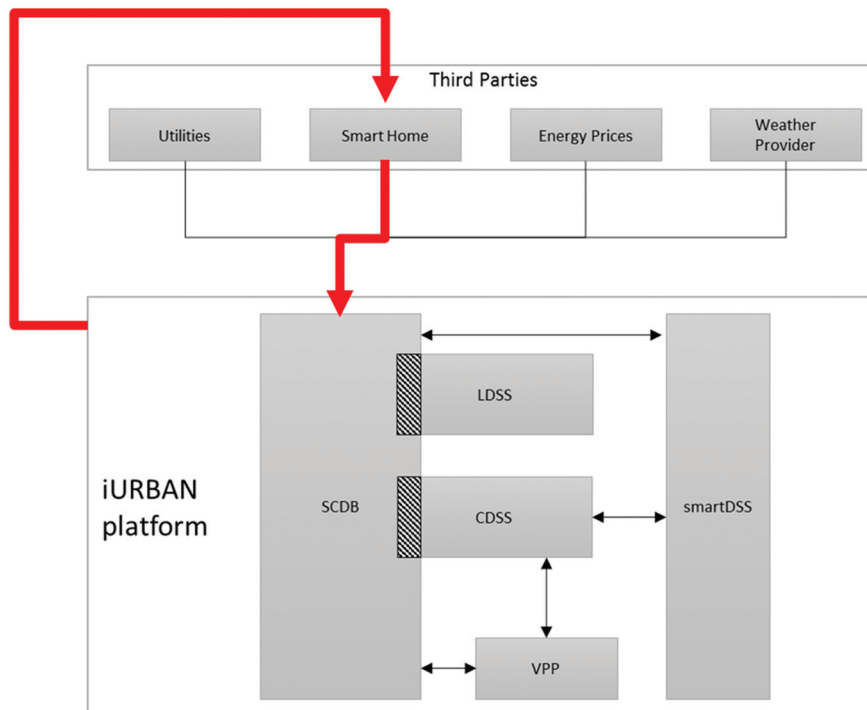 Third Parties
Utilities
Smart Home
Energy Prices
Weather
Provider
LDSS
iURBAN
platform
SCDB
CDSS
smartDSS
VPP